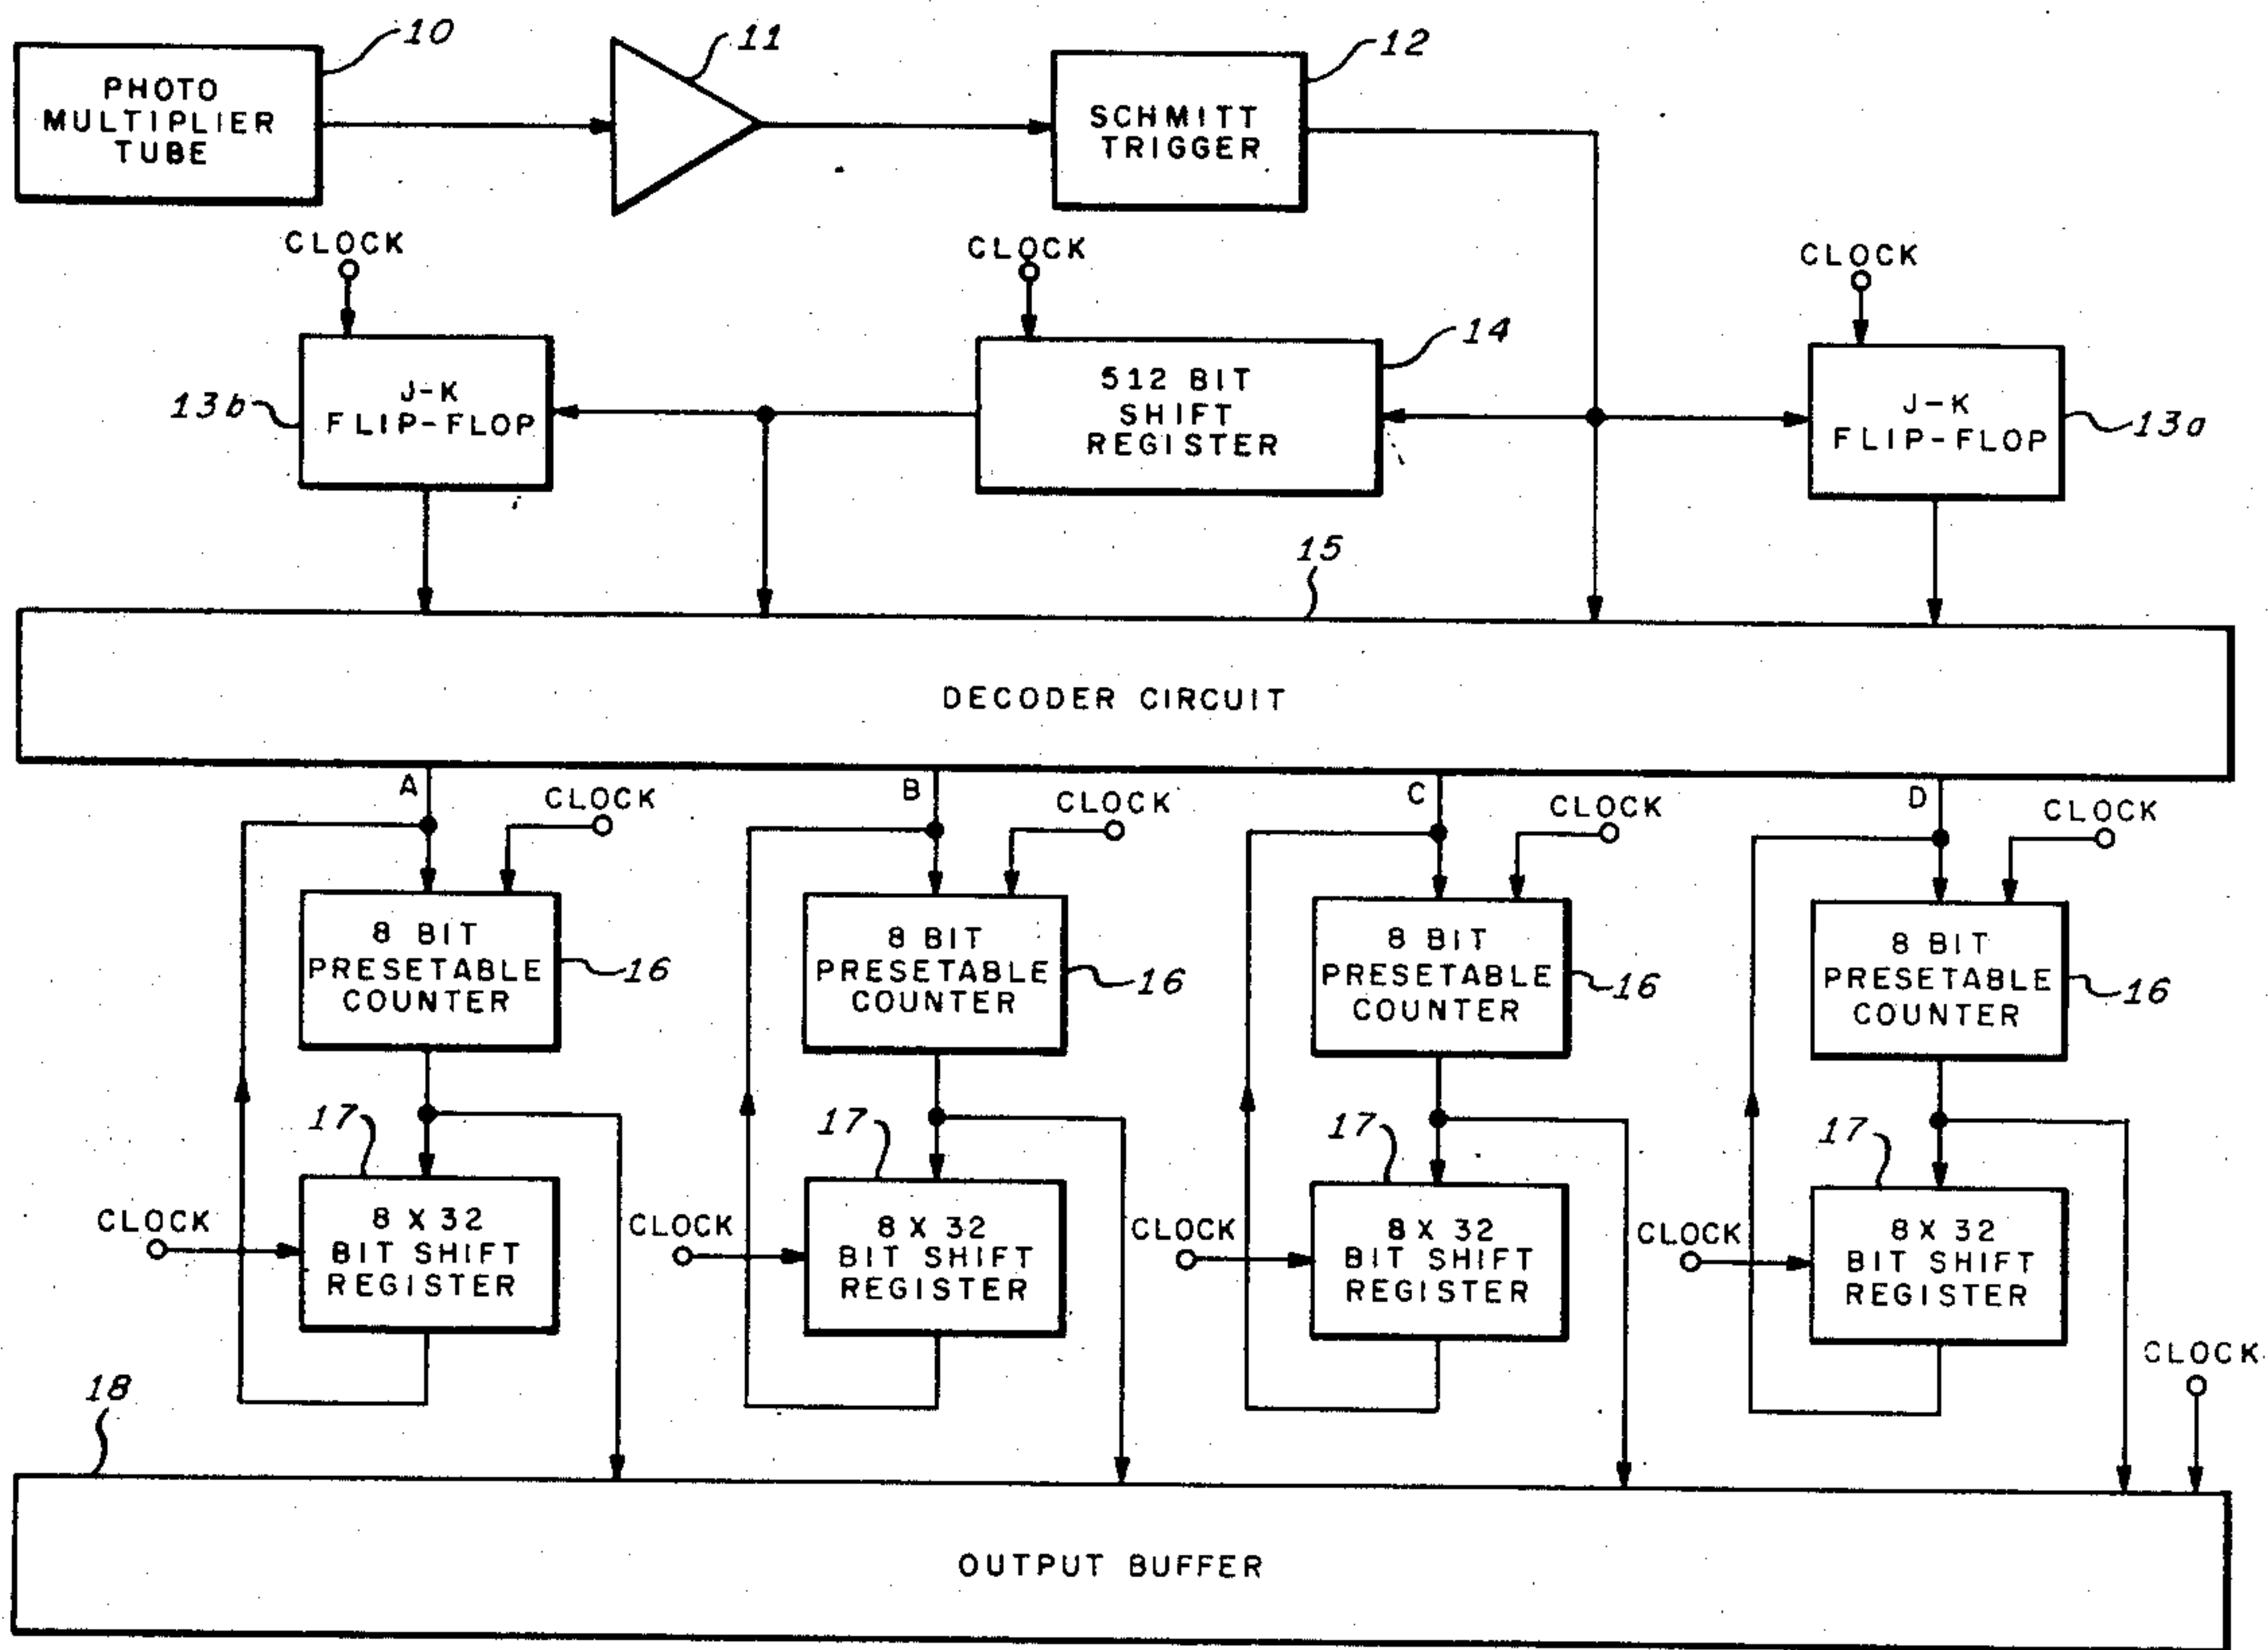 10
11
12
PHOTO
MULTIPLIER
TUBE
SCHMITT
TRIGGER
CLOCK
CLOCK
CLOCK
14
13b
J-K
FLIP-FLOP
512 BIT
SHIFT
REGISTER
J-K
FLIP-FLOP
13a
15
DECODER CIRCUIT
A
CLOCK
B
CLOCK
C
CLOCK
D
CLOCK
8 BIT
PRESETABLE
COUNTER
16
8 BIT
PRESETABLE
COUNTER
16
8 BIT
PRESETABLE
COUNTER
16
8 BIT
PRESETABLE
COUNTER
16
17
17
17
17
CLOCK
8 X 32
BIT SHIFT
REGISTER
CLOCK
8 X 32
BIT SHIFT
REGISTER
CLOCK
8 X 32
BIT SHIFT
REGISTER
CLOCK
8 X 32
BIT SHIFT
REGISTER
CLOCK
18
OUTPUT BUFFER